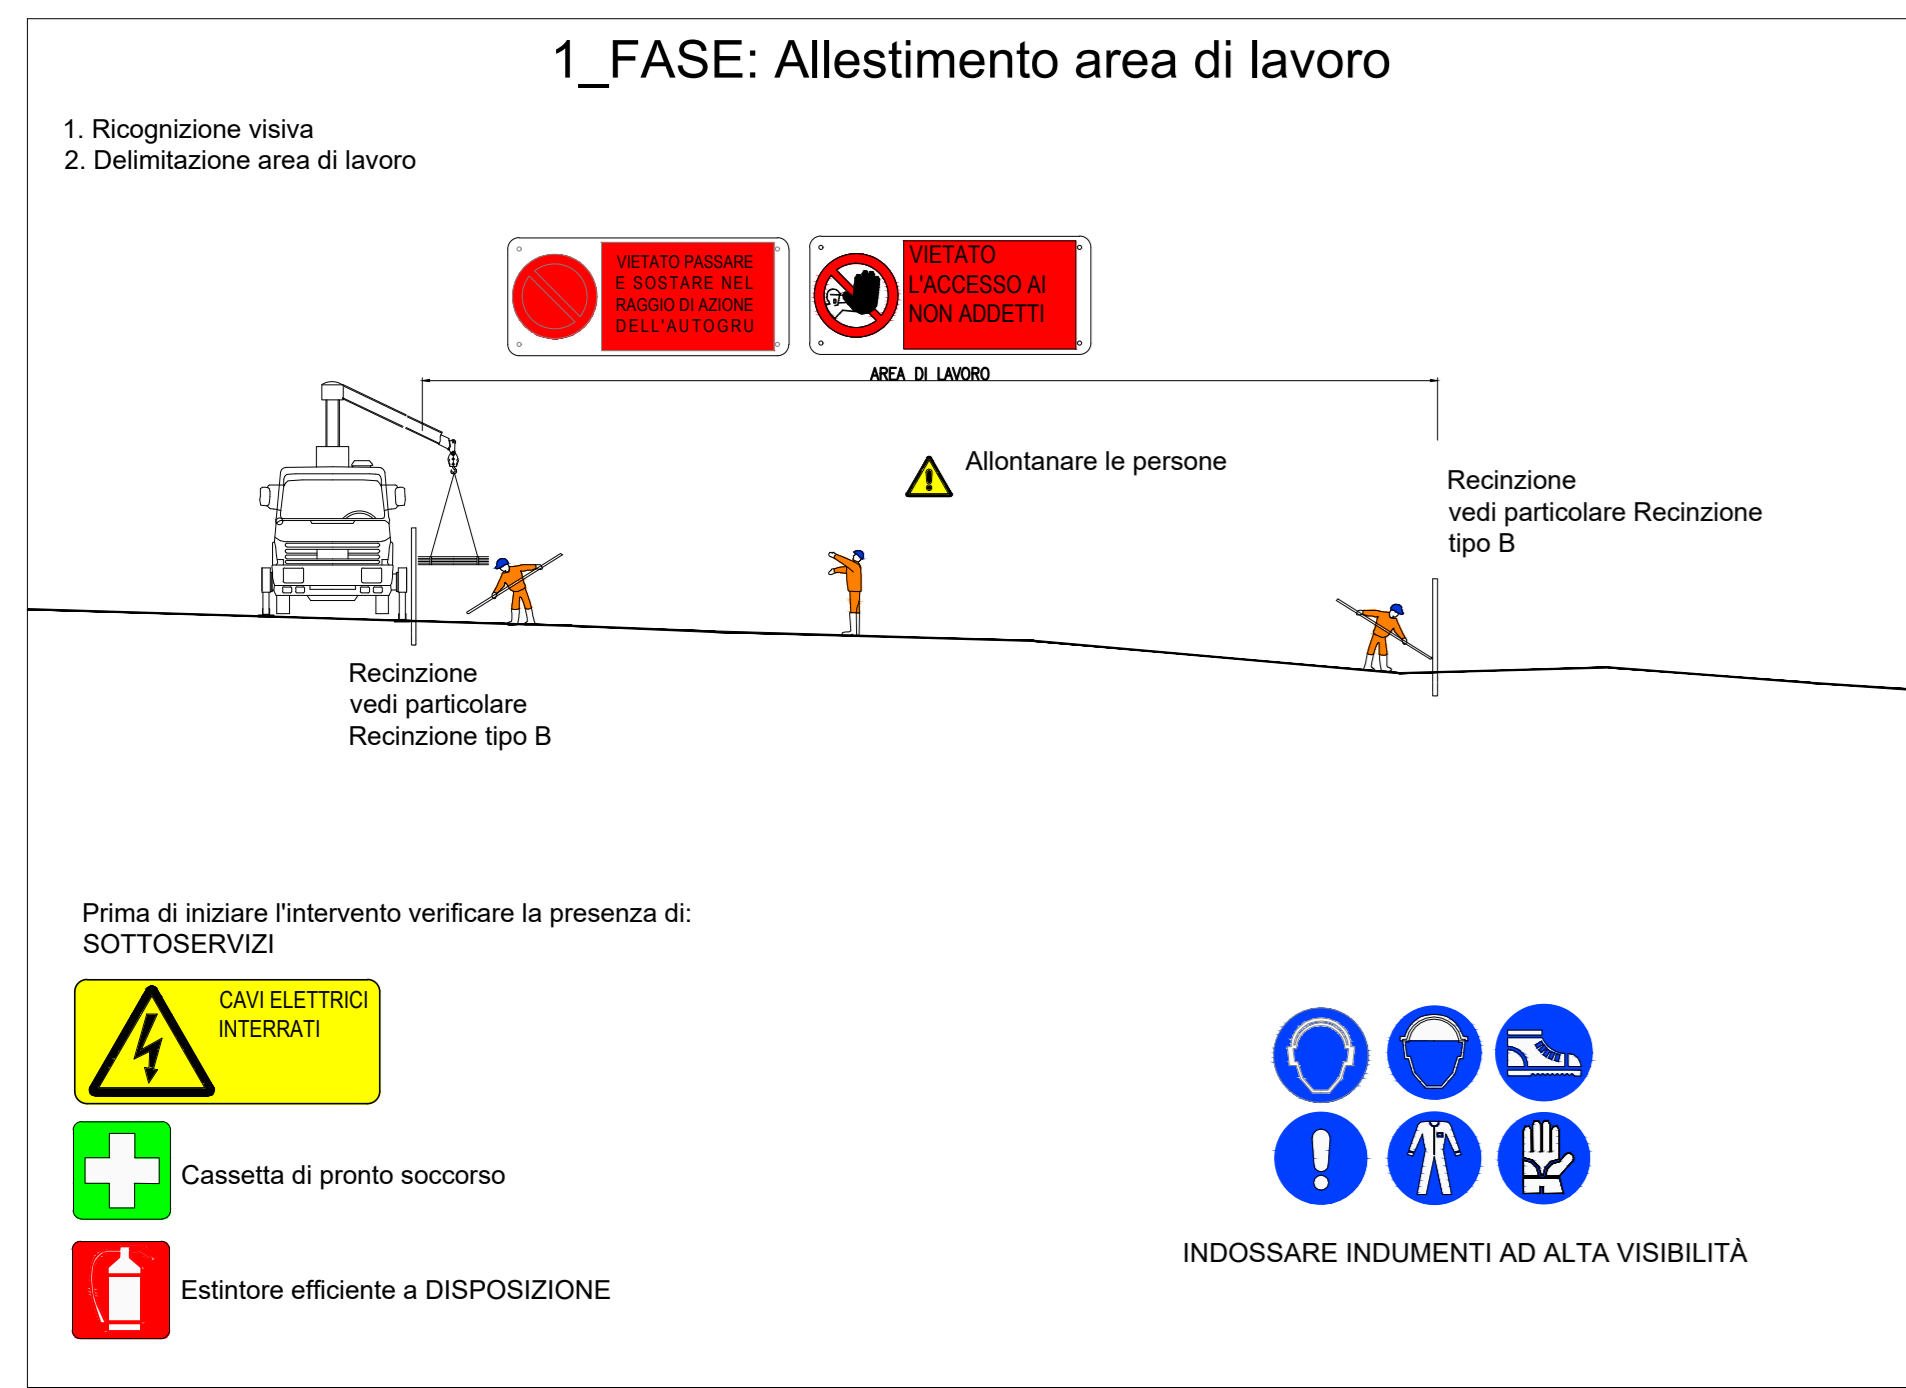 1_FASE: Allestimento area di lavoro
1. Ricognizione visiva
2. Delimitazione area di lavoro
VIETATO PASSARE
E SOSTARE NEL
RAGGIO DI AZIONE
DELL'AUTOGRU
VIETATO
L'ACCESSO AI
NON ADDETTI
AREA DI LAVORO
Allontanare le persone
Recinzione
vedi particolare Recinzione
tipo B
Recinzione
vedi particolare
Recinzione tipo B
Prima di iniziare l'intervento verificare la presenza di:
SOTTOSERVIZI
CAVI ELETTRICI
INTERRATI
Cassetta di pronto soccorso
Estintore efficiente a DISPOSIZIONE
INDOSSARE INDUMENTI AD ALTA VISIBILITÀ